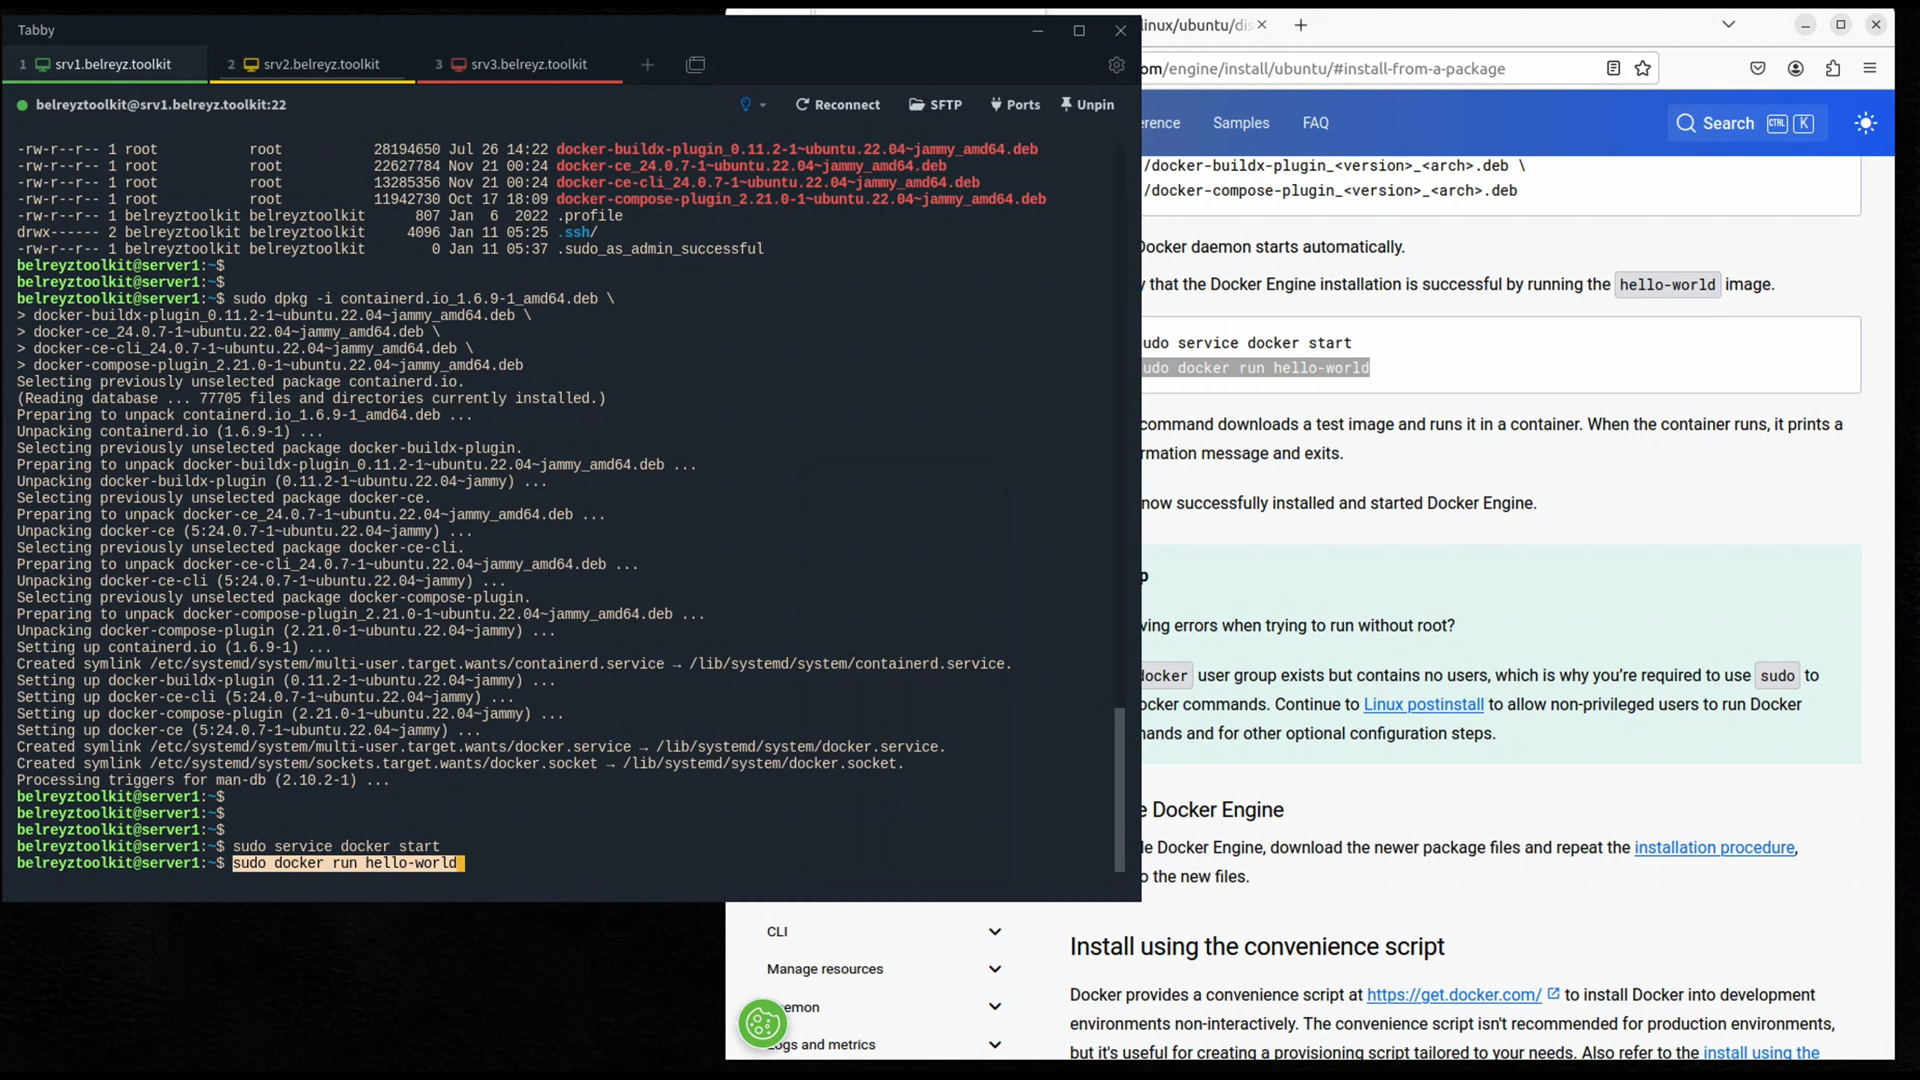 Tabby
1 srv1.belreyz.toolkit 2 srv2.belreyz.toolkit 3 srv3.belreyz.toolkit
belreyztoolkit@srv1.belreyz.toolkit:22 Reconnect SFTP Ports Unpin
-rw-r--r-- 1 root root 28194650 Jul 26 14:22 docker-buildx-plugin_0.11.2-1~ubuntu.22.04~jammy_amd64.deb
-rw-r--r-- 1 root root 22627784 Nov 21 00:24 docker-ce_24.0.7-1~ubuntu.22.04~jammy_amd64.deb
-rw-r--r-- 1 root root 13285356 Nov 21 00:24 docker-ce-cli_24.0.7-1~ubuntu.22.04~jammy_amd64.deb
-rw-r--r-- 1 root root 11942730 Oct 17 18:09 docker-compose-plugin_2.21.0-1~ubuntu.22.04~jammy_amd64.deb
-rw-r--r-- 1 belreyztoolkit belreyztoolkit 807 Jan 6 2022 .profile
drwx------ 2 belreyztoolkit belreyztoolkit 4096 Jan 11 05:25 .ssh/
-rw-r--r-- 1 belreyztoolkit belreyztoolkit 0 Jan 11 05:37 .sudo_as_admin_successful
belreyztoolkit@server1:~$
belreyztoolkit@server1:~$
belreyztoolkit@server1:~$ sudo dpkg -i containerd.io_1.6.9-1_amd64.deb \
> docker-buildx-plugin_0.11.2-1~ubuntu.22.04~jammy_amd64.deb \
> docker-ce_24.0.7-1~ubuntu.22.04~jammy_amd64.deb \
> docker-ce-cli_24.0.7-1~ubuntu.22.04~jammy_amd64.deb \
> docker-compose-plugin_2.21.0-1~ubuntu.22.04~jammy_amd64.deb
Selecting previously unselected package containerd.io.
(Reading database ... 77705 files and directories currently installed.)
Preparing to unpack containerd.io_1.6.9-1_amd64.deb ...
Unpacking containerd.io (1.6.9-1) ...
Selecting previously unselected package docker-buildx-plugin.
Preparing to unpack docker-buildx-plugin_0.11.2-1~ubuntu.22.04~jammy_amd64.deb ...
Unpacking docker-buildx-plugin (0.11.2-1~ubuntu.22.04~jammy) ...
Selecting previously unselected package docker-ce.
Preparing to unpack docker-ce_24.0.7-1~ubuntu.22.04~jammy_amd64.deb ...
Unpacking docker-ce (5:24.0.7-1~ubuntu.22.04~jammy) ...
Selecting previously unselected package docker-ce-cli.
Preparing to unpack docker-ce-cli_24.0.7-1~ubuntu.22.04~jammy_amd64.deb ...
Unpacking docker-ce-cli (5:24.0.7-1~ubuntu.22.04~jammy) ...
Selecting previously unselected package docker-compose-plugin.
Preparing to unpack docker-compose-plugin_2.21.0-1~ubuntu.22.04~jammy_amd64.deb ...
Unpacking docker-compose-plugin (2.21.0-1~ubuntu.22.04~jammy) ...
Setting up containerd.io (1.6.9-1) ...
Created symlink /etc/systemd/system/multi-user.target.wants/containerd.service → /lib/systemd/system/containerd.service.
Setting up docker-buildx-plugin (0.11.2-1~ubuntu.22.04~jammy) ...
Setting up docker-ce-cli (5:24.0.7-1~ubuntu.22.04~jammy) ...
Setting up docker-compose-plugin (2.21.0-1~ubuntu.22.04~jammy) ...
Setting up docker-ce (5:24.0.7-1~ubuntu.22.04~jammy) ...
Created symlink /etc/systemd/system/multi-user.target.wants/docker.service → /lib/systemd/system/docker.service.
Created symlink /etc/systemd/system/sockets.target.wants/docker.socket → /lib/systemd/system/docker.socket.
Processing triggers for man-db (2.10.2-1) ...
belreyztoolkit@server1:~$
belreyztoolkit@server1:~$
belreyztoolkit@server1:~$
belreyztoolkit@server1:~$ sudo service docker start
belreyztoolkit@server1:~$ sudo docker run hello-world
linux/ubuntu/dis
om/engine/install/ubuntu/#install-from-a-package
erence Samples FAQ Search CTRL K
/docker-buildx-plugin_<version>_<arch>.deb \
/docker-compose-plugin_<version>_<arch>.deb
Docker daemon starts automatically.
y that the Docker Engine installation is successful by running the hello-world image.
udo service docker start
udo docker run hello-world
command downloads a test image and runs it in a container. When the container runs, it prints a
rmation message and exits.
now successfully installed and started Docker Engine.
p
ving errors when trying to run without root?
docker user group exists but contains no users, which is why you're required to use sudo to
ocker commands. Continue to Linux postinstall to allow non-privileged users to run Docker
ands and for other optional configuration steps.
e Docker Engine
de Docker Engine, download the newer package files and repeat the installation procedure,
o the new files.
CLI
Manage resources
emon
Logs and metrics
Install using the convenience script
Docker provides a convenience script at https://get.docker.com/ to install Docker into development
environments non-interactively. The convenience script isn't recommended for production environments,
but it's useful for creating a provisioning script tailored to your needs. Also refer to the install using the